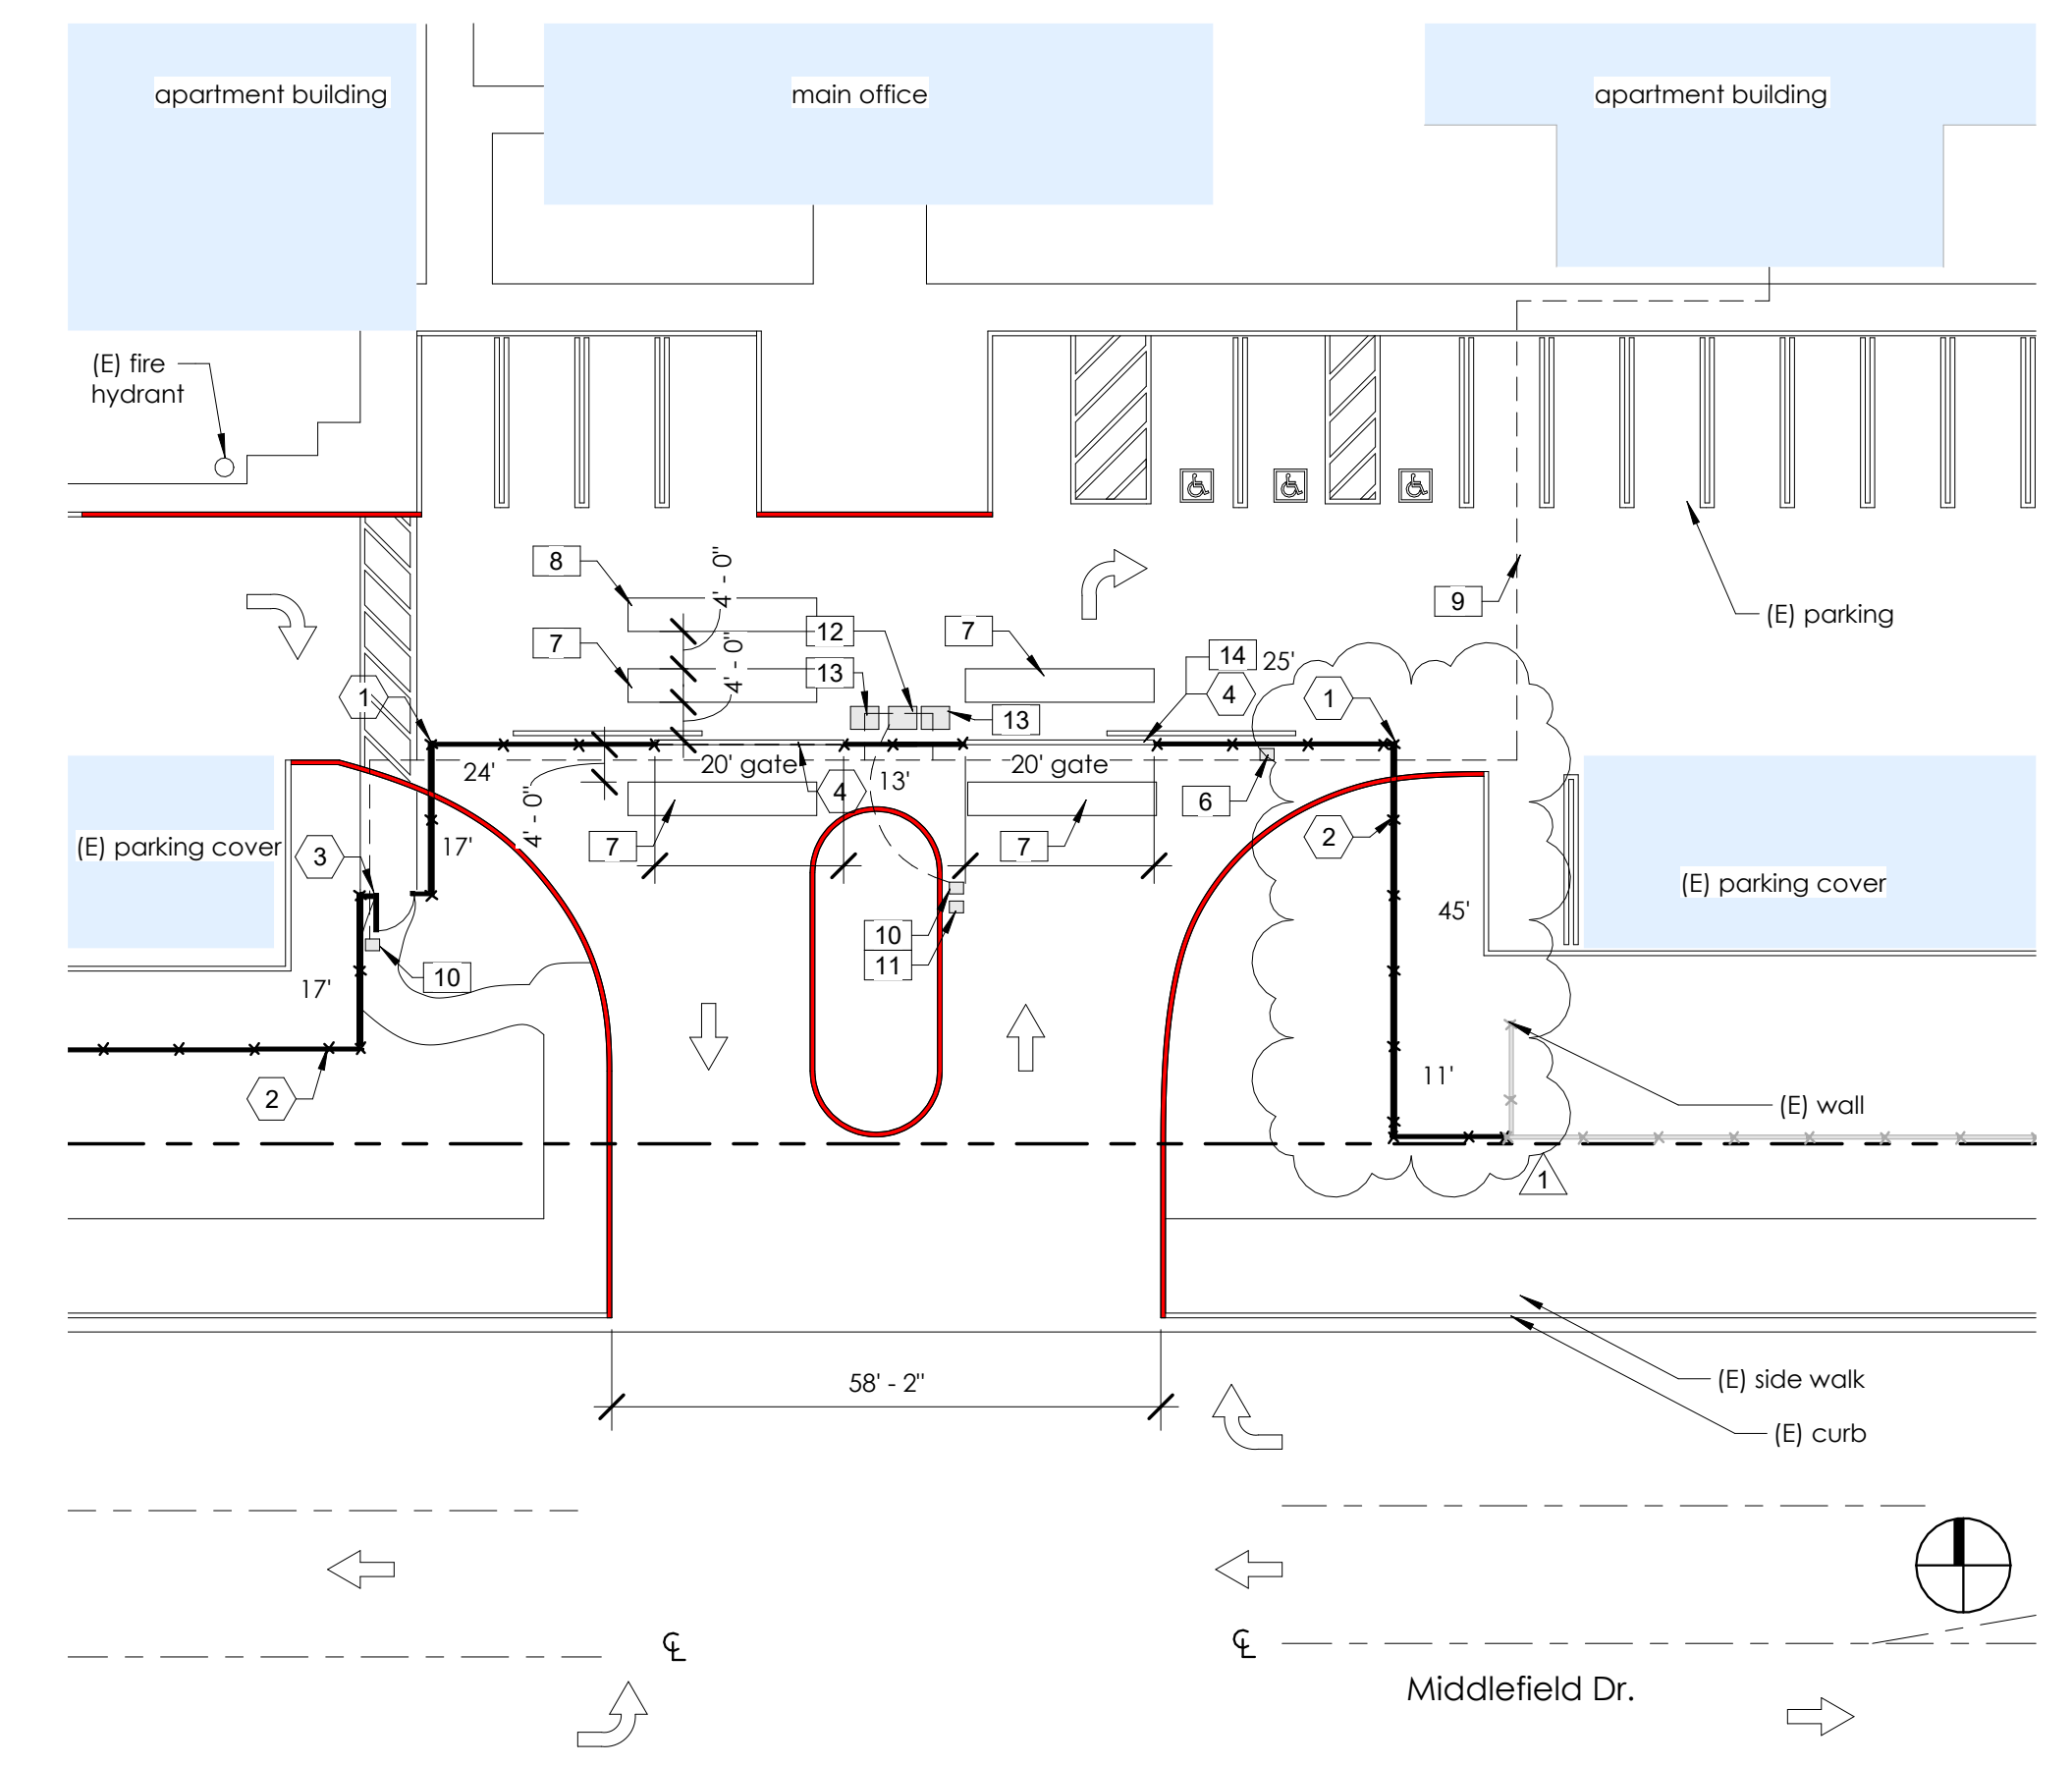 apartment building
main office
apartment building
(E) fire
hydrant
8
4' - 0"
9
(E) parking
7
12
7
4' - 0"
13
14
25'
1
4
1
13
24'
20' gate
4
13'
20' gate
6
4' - 0"
(E) parking cover
3
17'
7
7
2
(E) parking cover
45'
10
11
10
17'
2
11'
(E) wall
1
58' - 2"
(E) side walk
(E) curb
℄
℄
Middlefield Dr.